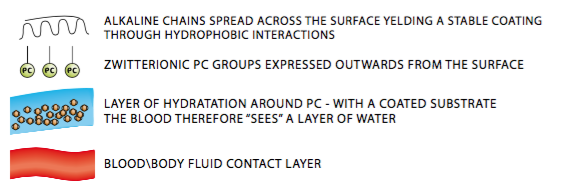 ALKALINE CHAINS SPREAD ACROSS THE SURFACE YELDING A STABLE COATING
THROUGH HYDROPHOBIC INTERACTIONS
PC PC PC
ZWITTERIONIC PC GROUPS EXPRESSED OUTWARDS FROM THE SURFACE
LAYER OF HYDRATATION AROUND PC - WITH A COATED SUBSTRATE
THE BLOOD THEREFORE “SEES” A LAYER OF WATER
BLOOD\BODY FLUID CONTACT LAYER